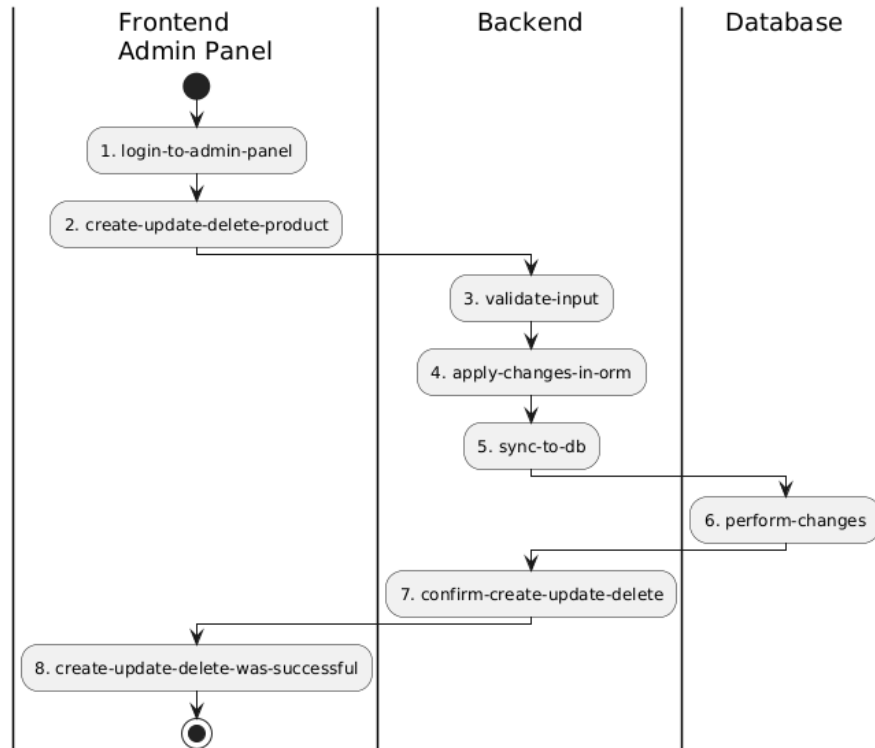 Frontend
Admin Panel
Backend
Database
1. login-to-admin-panel
2. create-update-delete-product
3. validate-input
4. apply-changes-in-orm
5. sync-to-db
6. perform-changes
7. confirm-create-update-delete
8. create-update-delete-was-successful